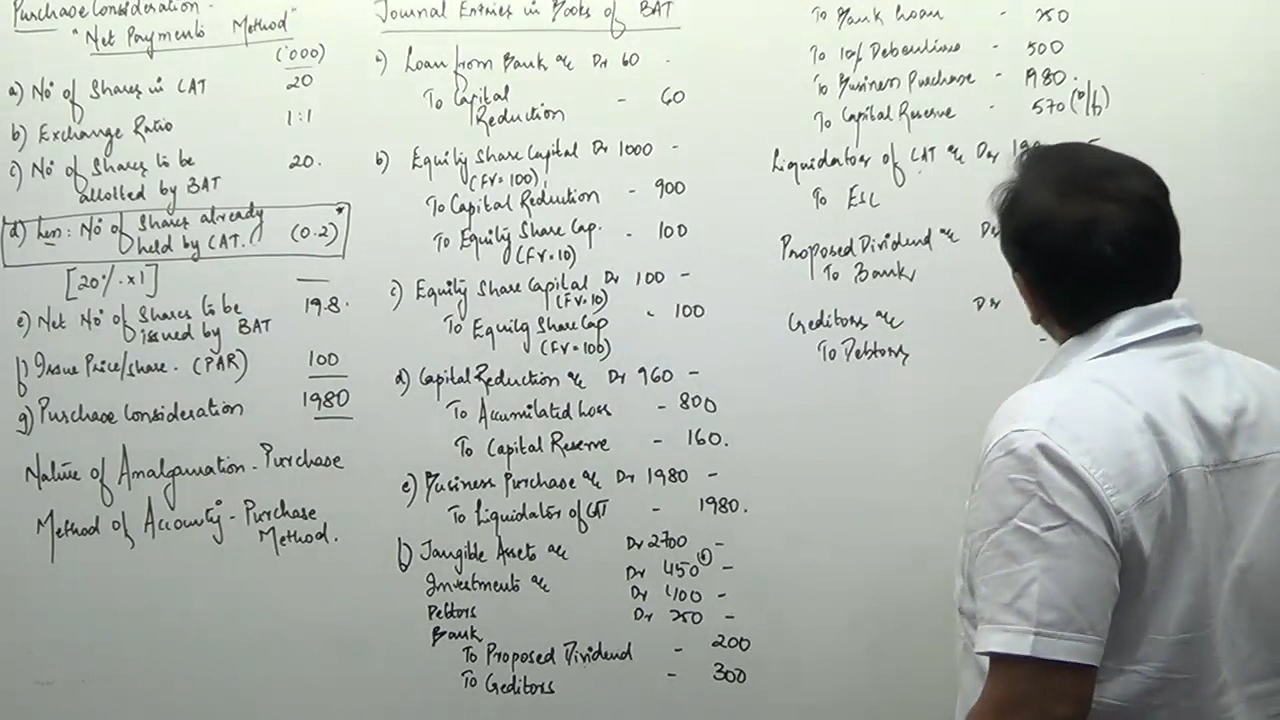 Purchase Consideration -
"Net Payments Method"
('000)
a) No of Shares in CAT 20
b) Exchange Ratio 1:1
c) No of Shares to be
allotted by BAT 20.
d) Less: No of Shares already
held by CAT. (0.2)*
[20% x1]
e) Net No of Shares to be
issued by BAT 19.8.
f) Issue Price/share. (PAR) 100
g) Purchase Consideration 1980
Nature of Amalgamation - Purchase
Method of Accounty - Purchase
Method.
Journal Entries in Books of BAT
a) Loan from Bank a/c Dr 60 -
To Capital
Reduction - 60
b) Equity Share Capital Dr 1000 -
(FV=100)
To Capital Reduction - 900
To Equity Share Cap. - 100
(FV=10)
c) Equity Share Capital Dr 100 -
(FV=10)
To Equity Share Cap - 100
(FV=100)
d) Capital Reduction a/c Dr 960 -
To Accumilated Loss - 800
To Capital Reserve - 160.
e) Business Purchase a/c Dr 1980 -
To Liquidator of CAT - 1980.
f) Tangible Assets a/c Dr 2700 -
Investments a/c Dr 450 -
Debtors Dr 400 -
Bank Dr 250 -
To Proposed Dividend - 200
To Creditors - 300
To Bank Loan - 250
To 10% Debentures - 500
To Business Purchase - 1980.
To Capital Reserve - 570 (b/f)
Liquidator of CAT a/c Dr
To ESC
Proposed Dividend a/c Dr
To Bank
Creditors a/c Dr
To Debtors -